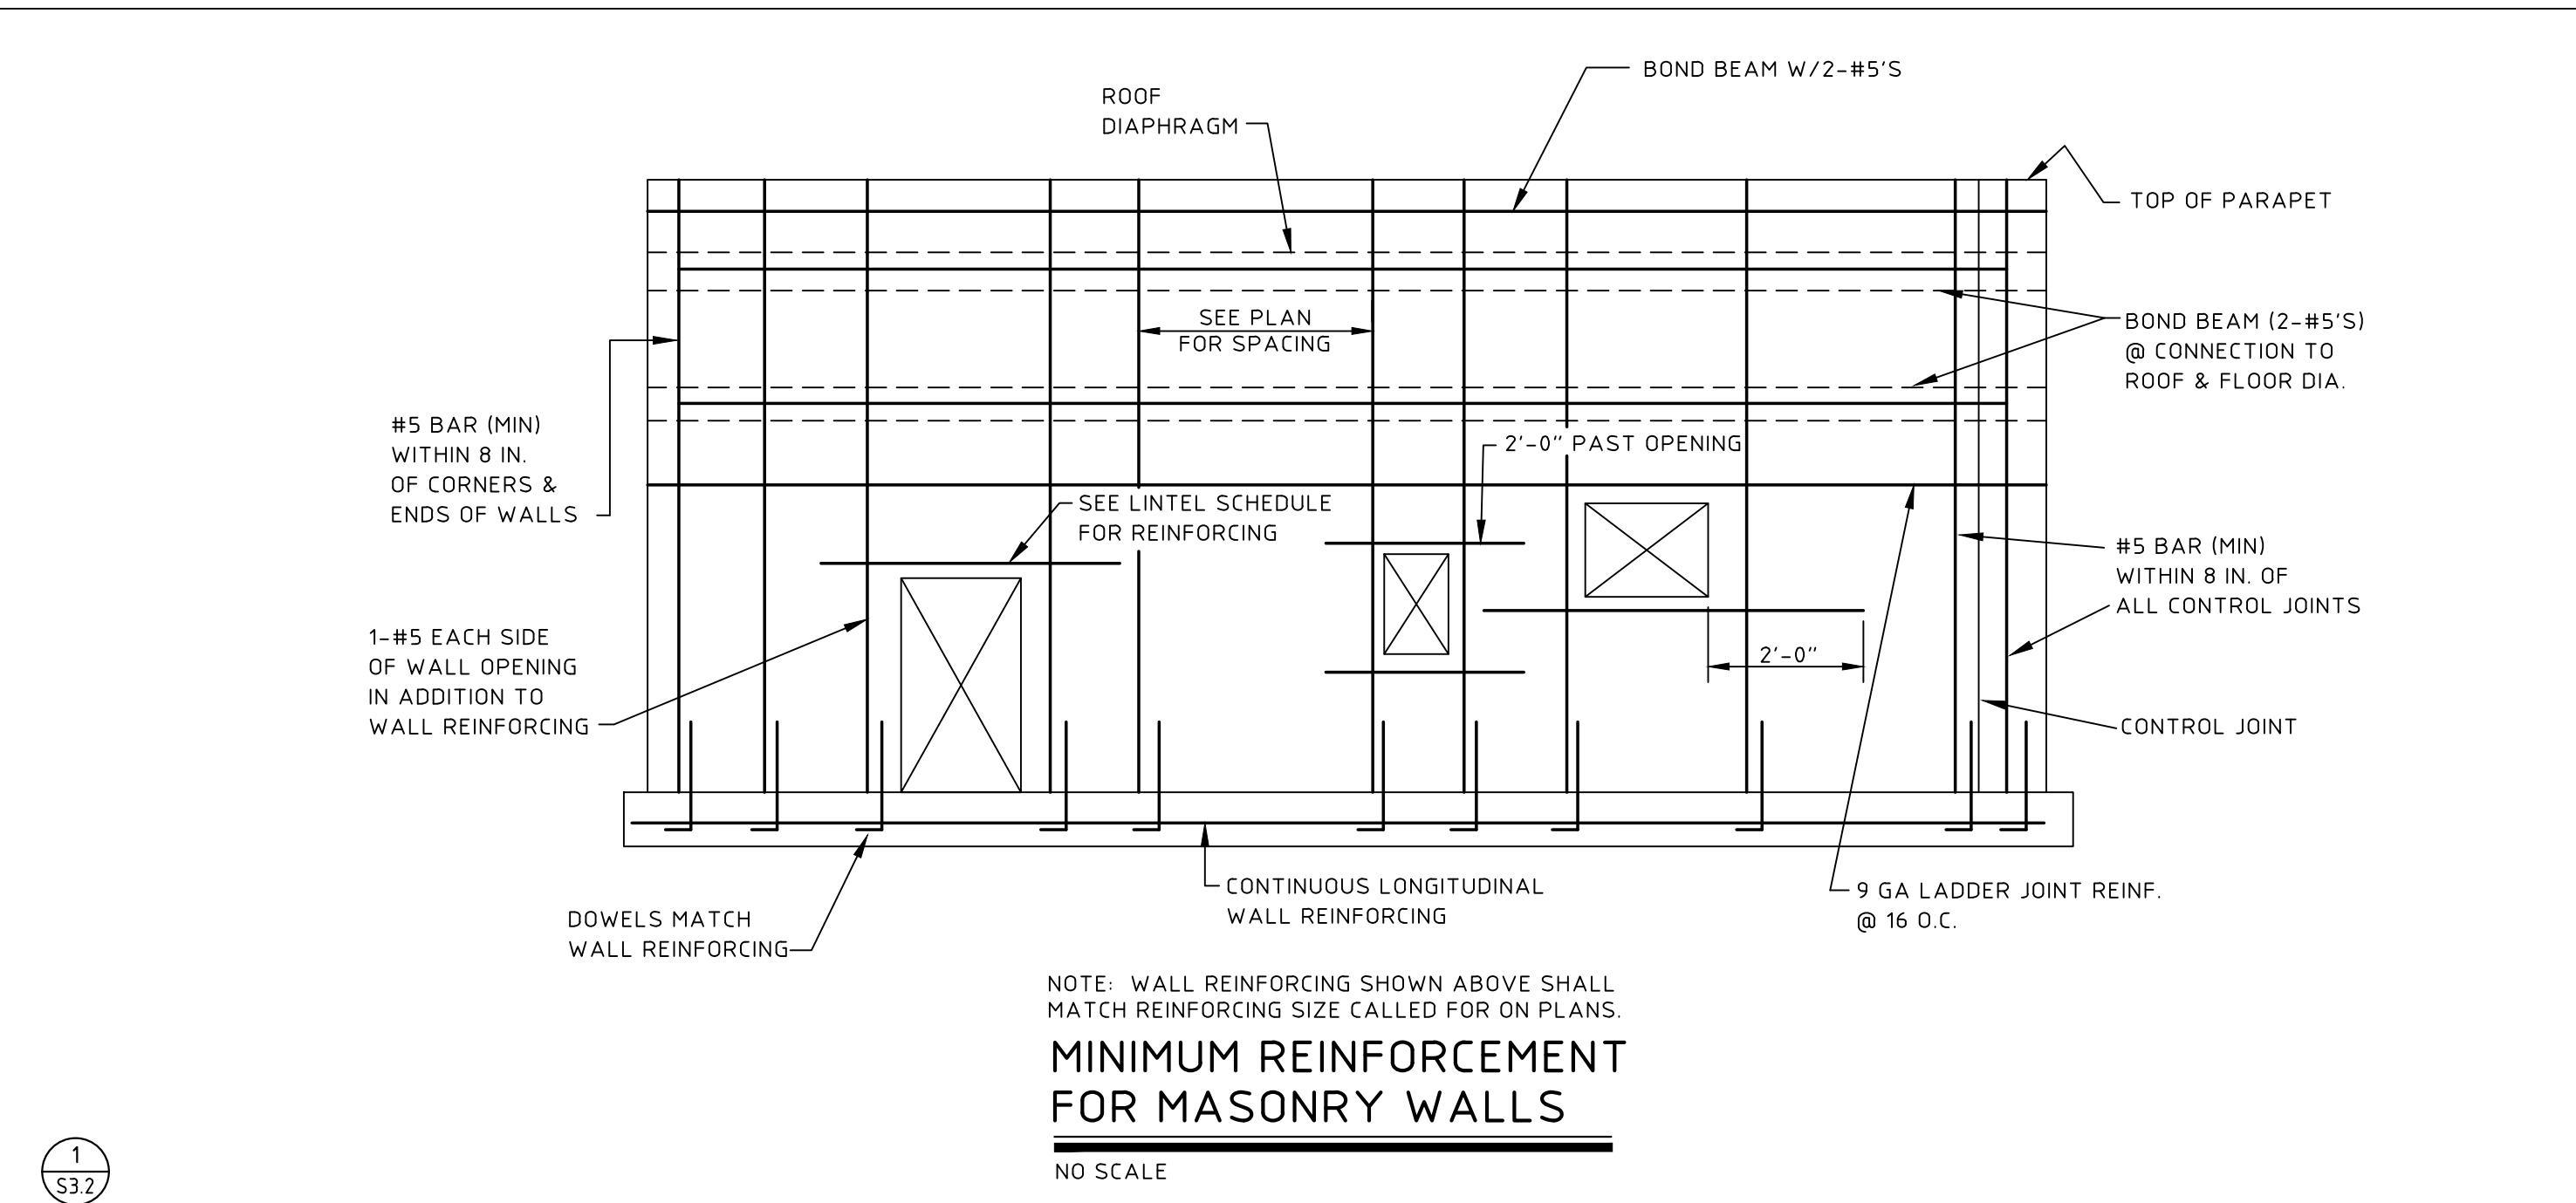 BOND BEAM W/2-#5'S
ROOF
DIAPHRAGM
TOP OF PARAPET
SEE PLAN
FOR SPACING
BOND BEAM (2-#5'S)
@ CONNECTION TO
ROOF & FLOOR DIA.
#5 BAR (MIN)
WITHIN 8 IN.
OF CORNERS &
ENDS OF WALLS
2'-0" PAST OPENING
SEE LINTEL SCHEDULE
FOR REINFORCING
#5 BAR (MIN)
WITHIN 8 IN. OF
ALL CONTROL JOINTS
1-#5 EACH SIDE
OF WALL OPENING
IN ADDITION TO
WALL REINFORCING
2'-0"
CONTROL JOINT
DOWELS MATCH
WALL REINFORCING
CONTINUOUS LONGITUDINAL
WALL REINFORCING
9 GA LADDER JOINT REINF.
@ 16 O.C.
NOTE: WALL REINFORCING SHOWN ABOVE SHALL
MATCH REINFORCING SIZE CALLED FOR ON PLANS.
MINIMUM REINFORCEMENT
FOR MASONRY WALLS
NO SCALE
1
S3.2